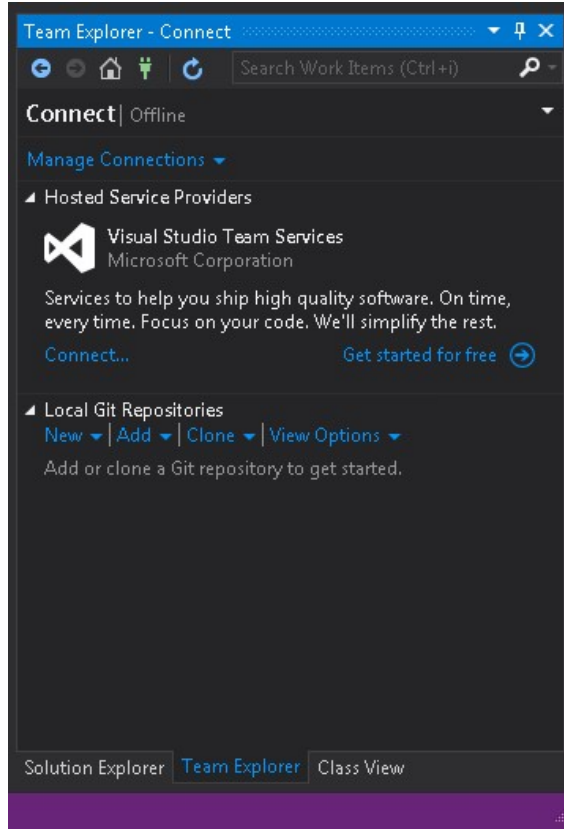 Team Explorer - Connect
Search Work Items (Ctrl+i)
Connect | Offline
Manage Connections
Hosted Service Providers
Visual Studio Team Services
Microsoft Corporation
Services to help you ship high quality software. On time,
every time. Focus on your code. We'll simplify the rest.
Connect... Get started for free
Local Git Repositories
New | Add | Clone | View Options
Add or clone a Git repository to get started.
Solution Explorer Team Explorer Class View